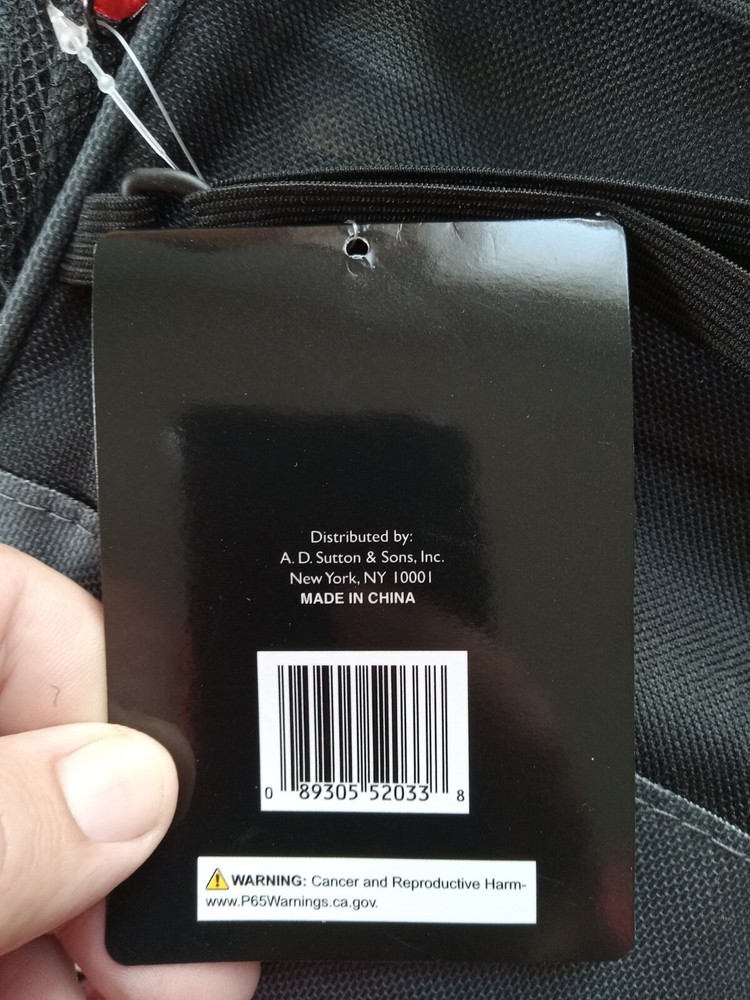 Distributed by:
A. D. Sutton & Sons, Inc.
New York, NY 10001
MADE IN CHINA
0 89305 52033 8
⚠ WARNING: Cancer and Reproductive Harm-
www.P65Warnings.ca.gov.